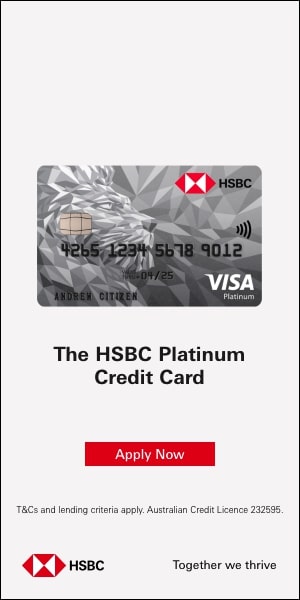 HSBC
4265 1234 5678 9012
04/25
VISA
ANDREW CITIZEN
Platinum
The HSBC Platinum
Credit Card
Apply Now
T&Cs and lending criteria apply. Australian Credit Licence 232595.
HSBC
Together we thrive